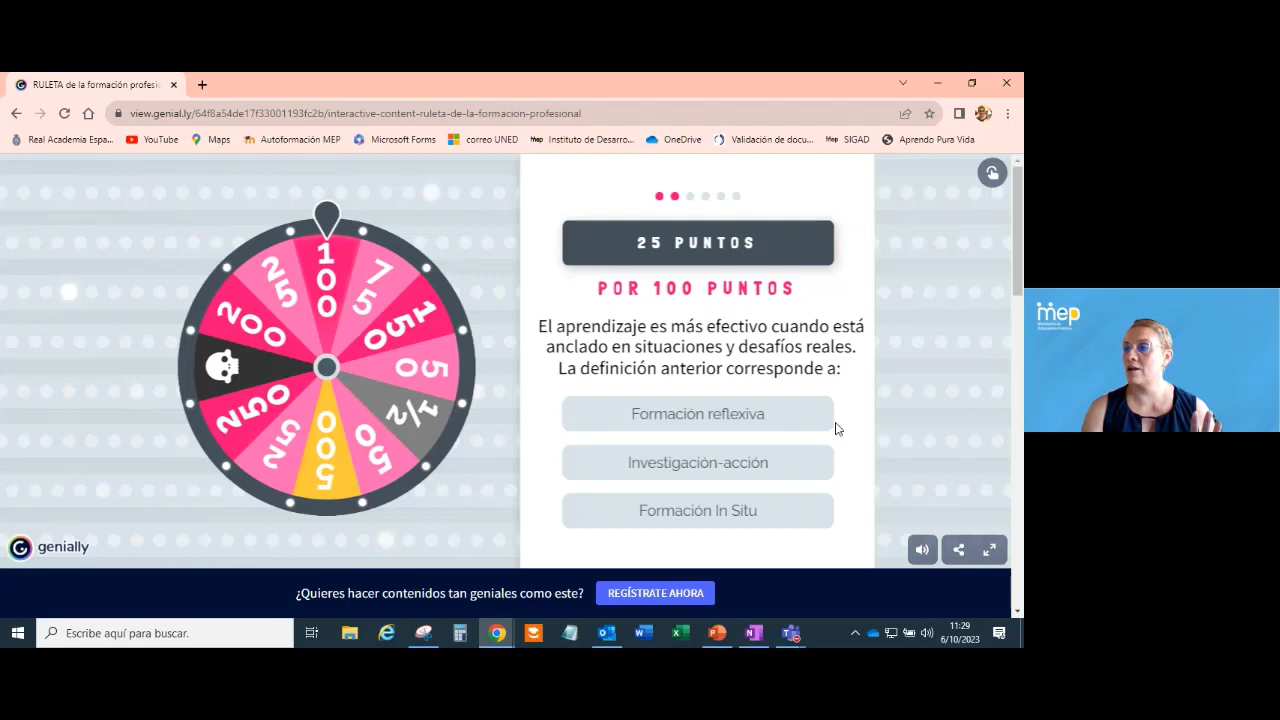 RULETA de la formación profesi
view.genial.ly/64f8a54de17f33001193fc2b/interactive-content-ruleta-de-la-formacion-profesional
Real Academia Espa... YouTube Maps Autoformación MEP Microsoft Forms correo UNED mep Instituto de Desarro... OneDrive Validación de docu... mep SIGAD Aprendo Pura Vida
100
75
150
50
1/2
50
500
25
250
200
25
25 PUNTOS
POR 100 PUNTOS
El aprendizaje es más efectivo cuando está
anclado en situaciones y desafíos reales.
La definición anterior corresponde a:
Formación reflexiva
Investigación-acción
Formación In Situ
genially
¿Quieres hacer contenidos tan geniales como este? REGÍSTRATE AHORA
Escribe aquí para buscar.
11:29
6/10/2023
mep